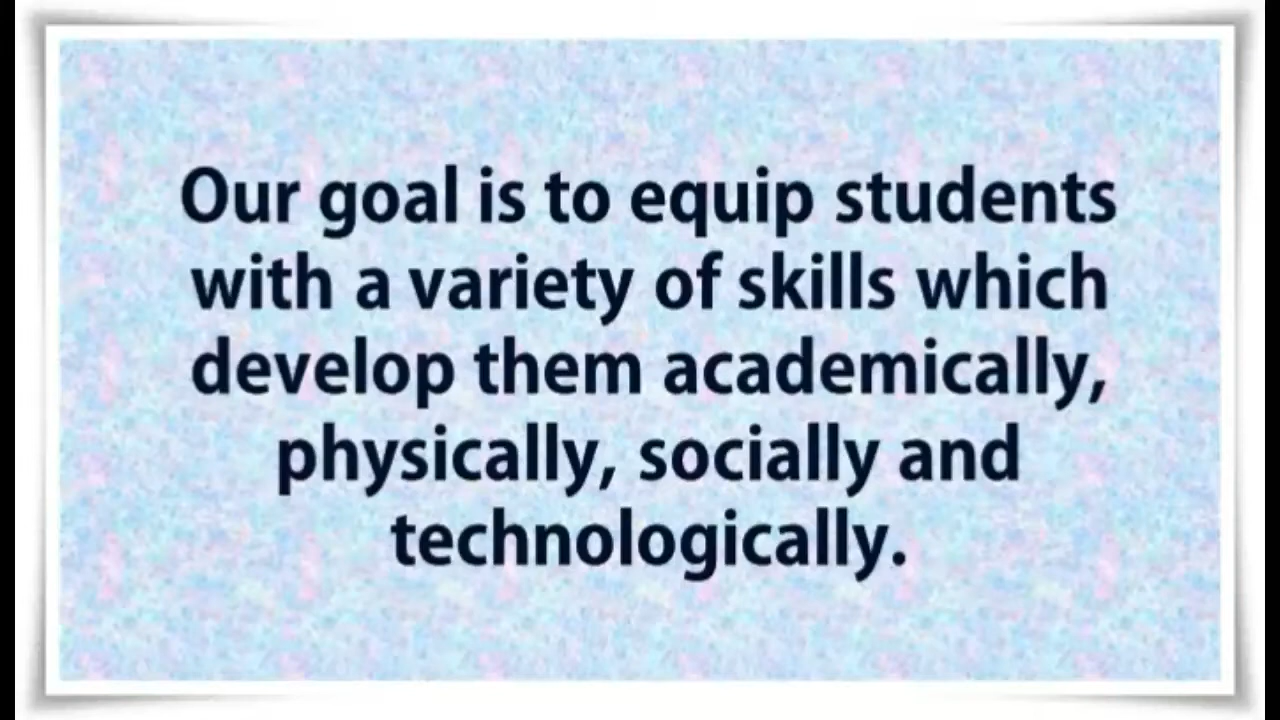 Our goal is to equip students
with a variety of skills which
develop them academically,
physically, socially and
technologically.